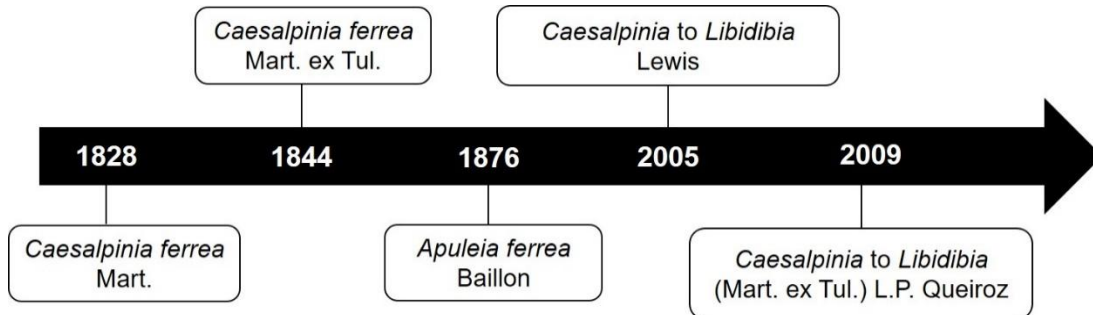 Caesalpinia ferrea
Mart. ex Tul.
Caesalpinia to Libidibia
Lewis
1828
1844
1876
2005
2009
Caesalpinia ferrea
Mart.
Apuleia ferrea
Baillon
Caesalpinia to Libidibia
(Mart. ex Tul.) L.P. Queiroz